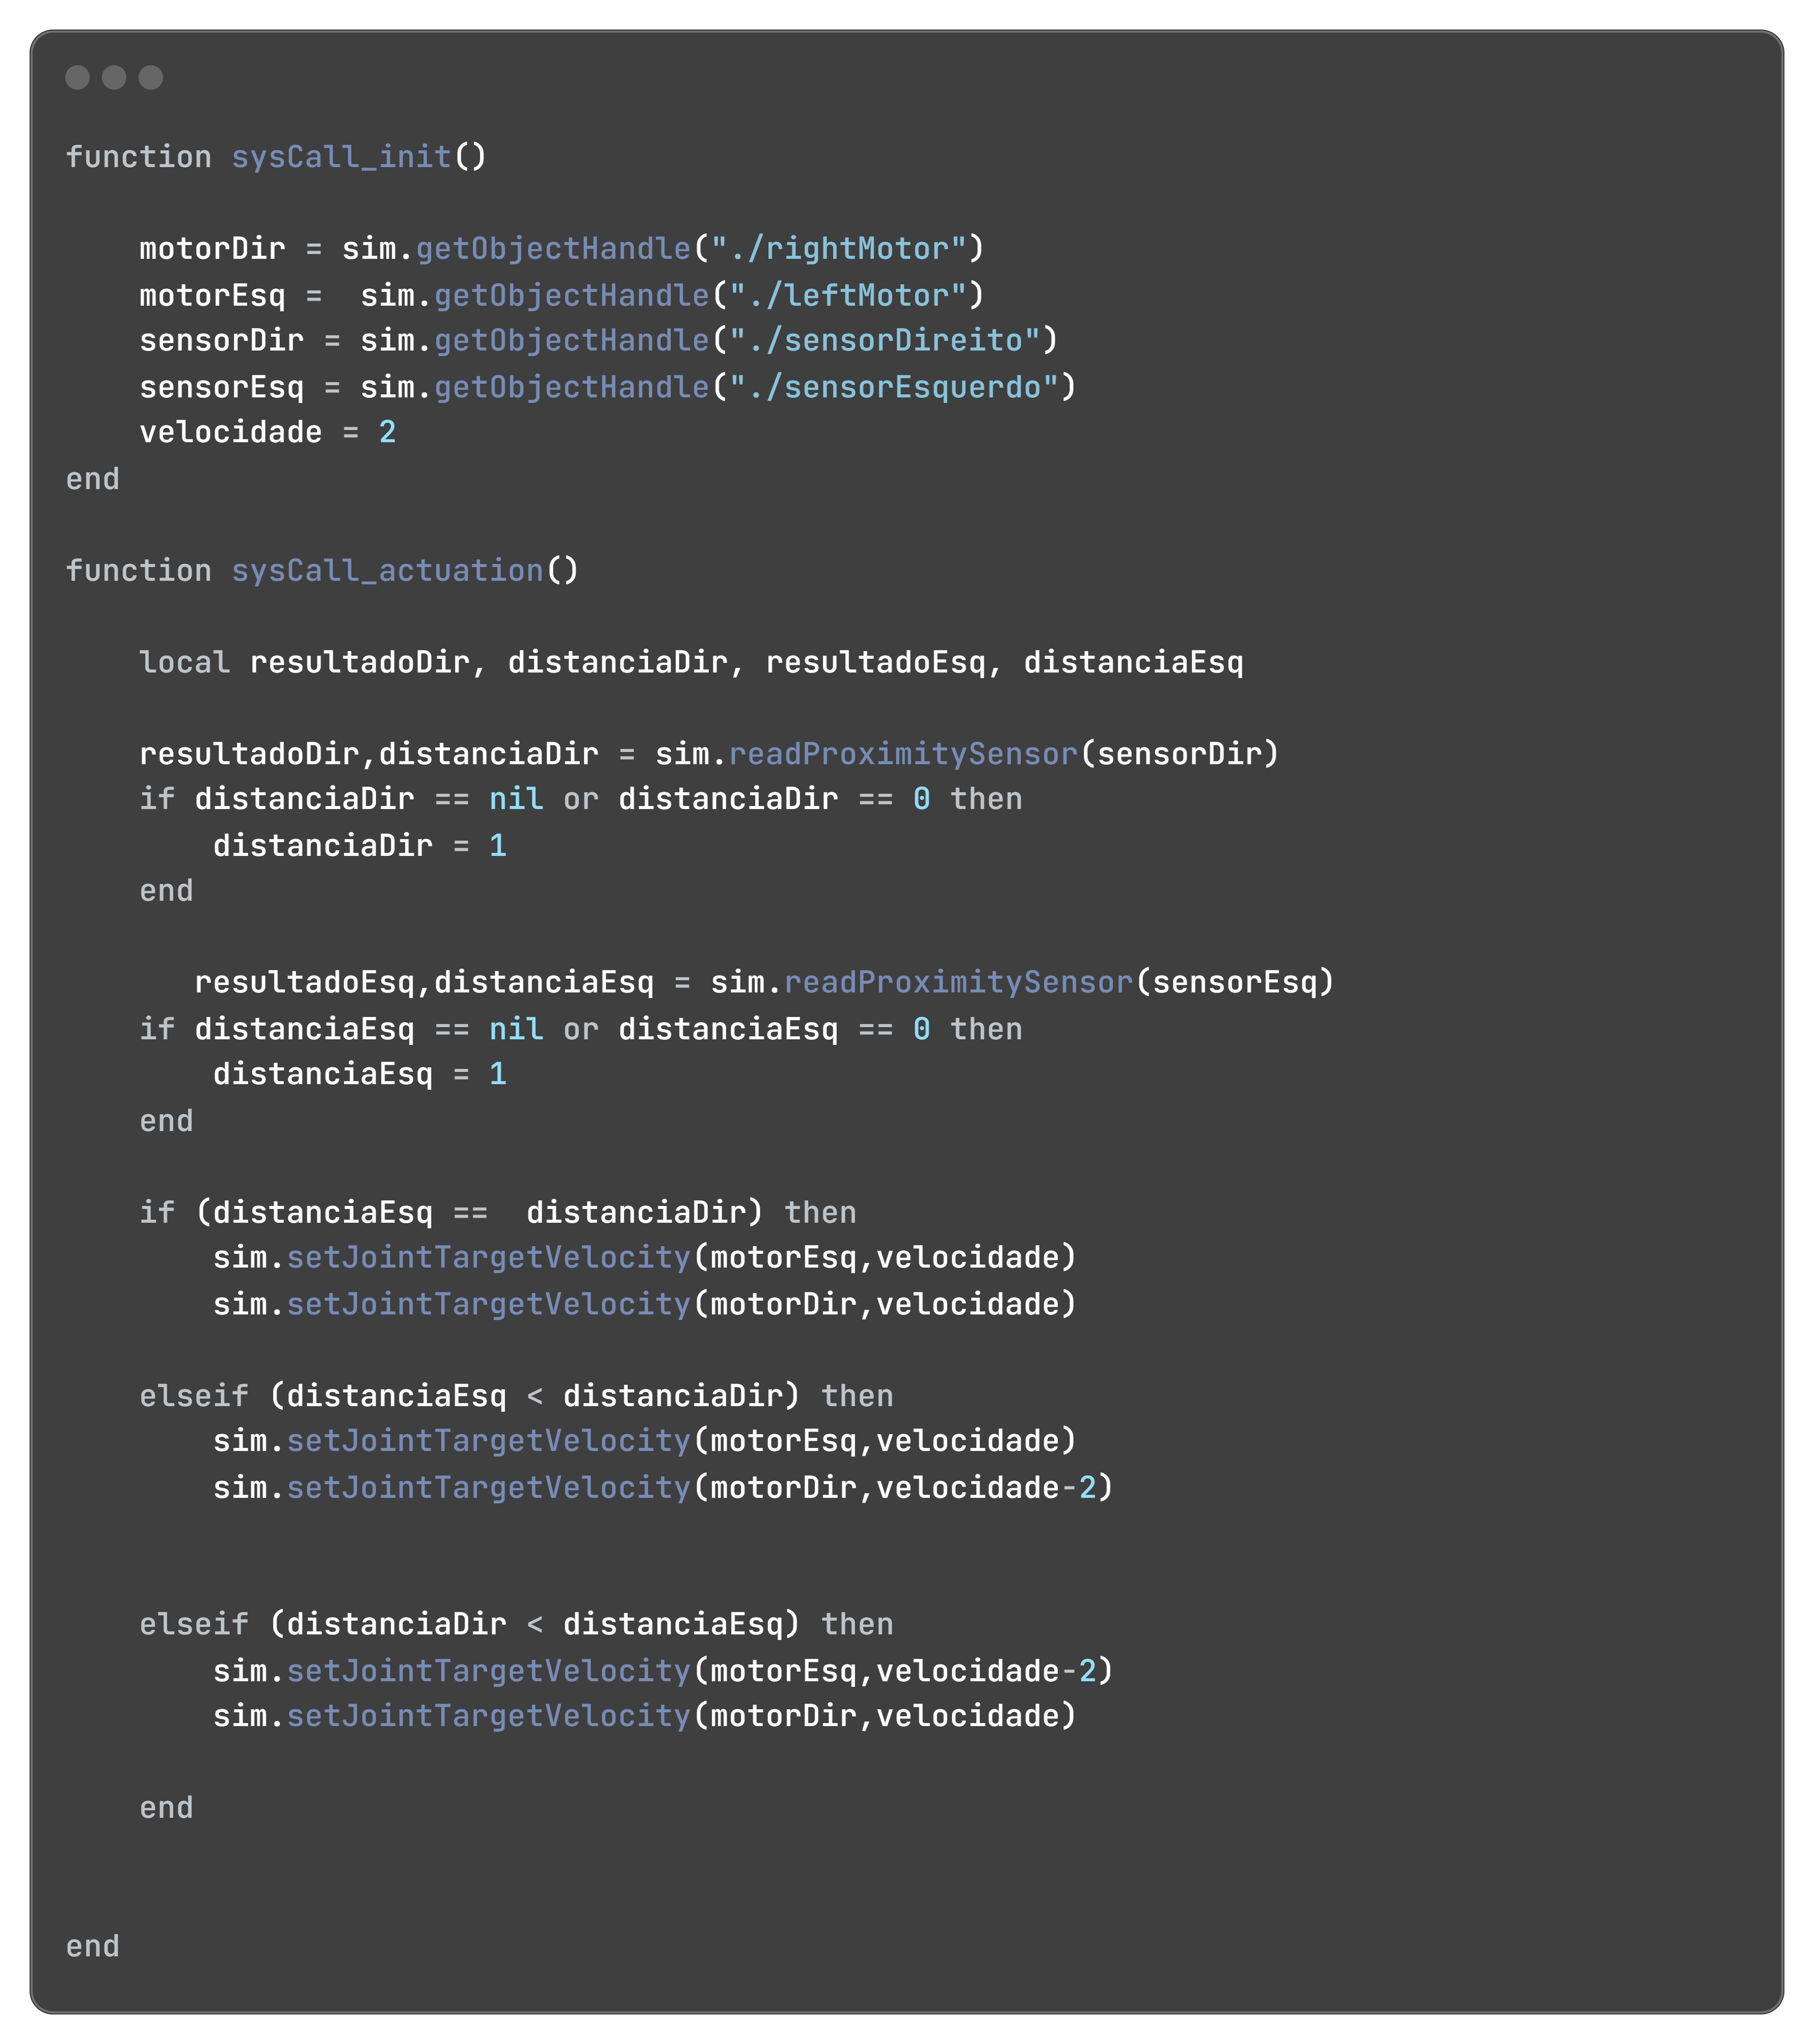 function sysCall_init()

    motorDir = sim.getObjectHandle("./rightMotor")
    motorEsq =  sim.getObjectHandle("./leftMotor")
    sensorDir = sim.getObjectHandle("./sensorDireito")
    sensorEsq = sim.getObjectHandle("./sensorEsquerdo")
    velocidade = 2
end

function sysCall_actuation()

    local resultadoDir, distanciaDir, resultadoEsq, distanciaEsq

    resultadoDir,distanciaDir = sim.readProximitySensor(sensorDir)
    if distanciaDir == nil or distanciaDir == 0 then
        distanciaDir = 1
    end

       resultadoEsq,distanciaEsq = sim.readProximitySensor(sensorEsq)
    if distanciaEsq == nil or distanciaEsq == 0 then
        distanciaEsq = 1
    end

    if (distanciaEsq ==  distanciaDir) then
        sim.setJointTargetVelocity(motorEsq,velocidade)
        sim.setJointTargetVelocity(motorDir,velocidade)

    elseif (distanciaEsq < distanciaDir) then
        sim.setJointTargetVelocity(motorEsq,velocidade)
        sim.setJointTargetVelocity(motorDir,velocidade-2)


    elseif (distanciaDir < distanciaEsq) then
        sim.setJointTargetVelocity(motorEsq,velocidade-2)
        sim.setJointTargetVelocity(motorDir,velocidade)

    end


end